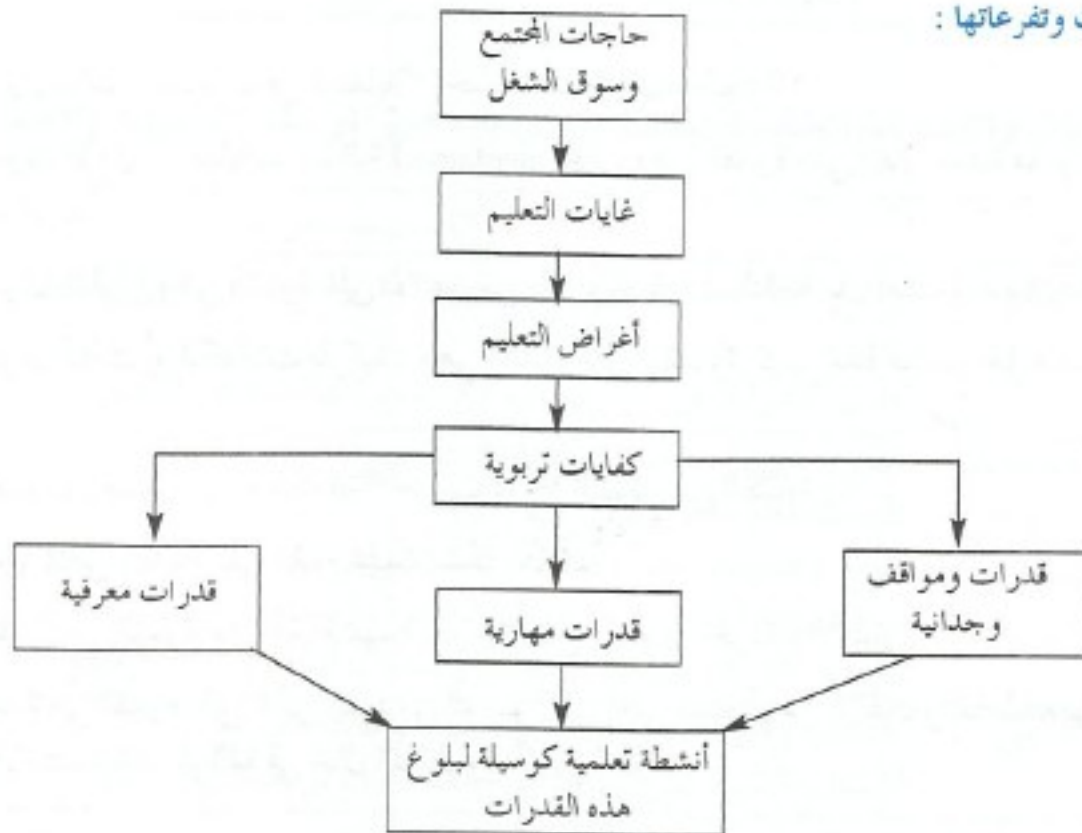 وتفرعاتها :
حاجات المجتمع
وسوق الشغل
غايات التعليم
أغراض التعليم
كفايات تربوية
قدرات ومواقف
وجدانية
قدرات مهارية
قدرات معرفية
أنشطة تعلمية كوسيلة لبلوغ
هذه القدرات